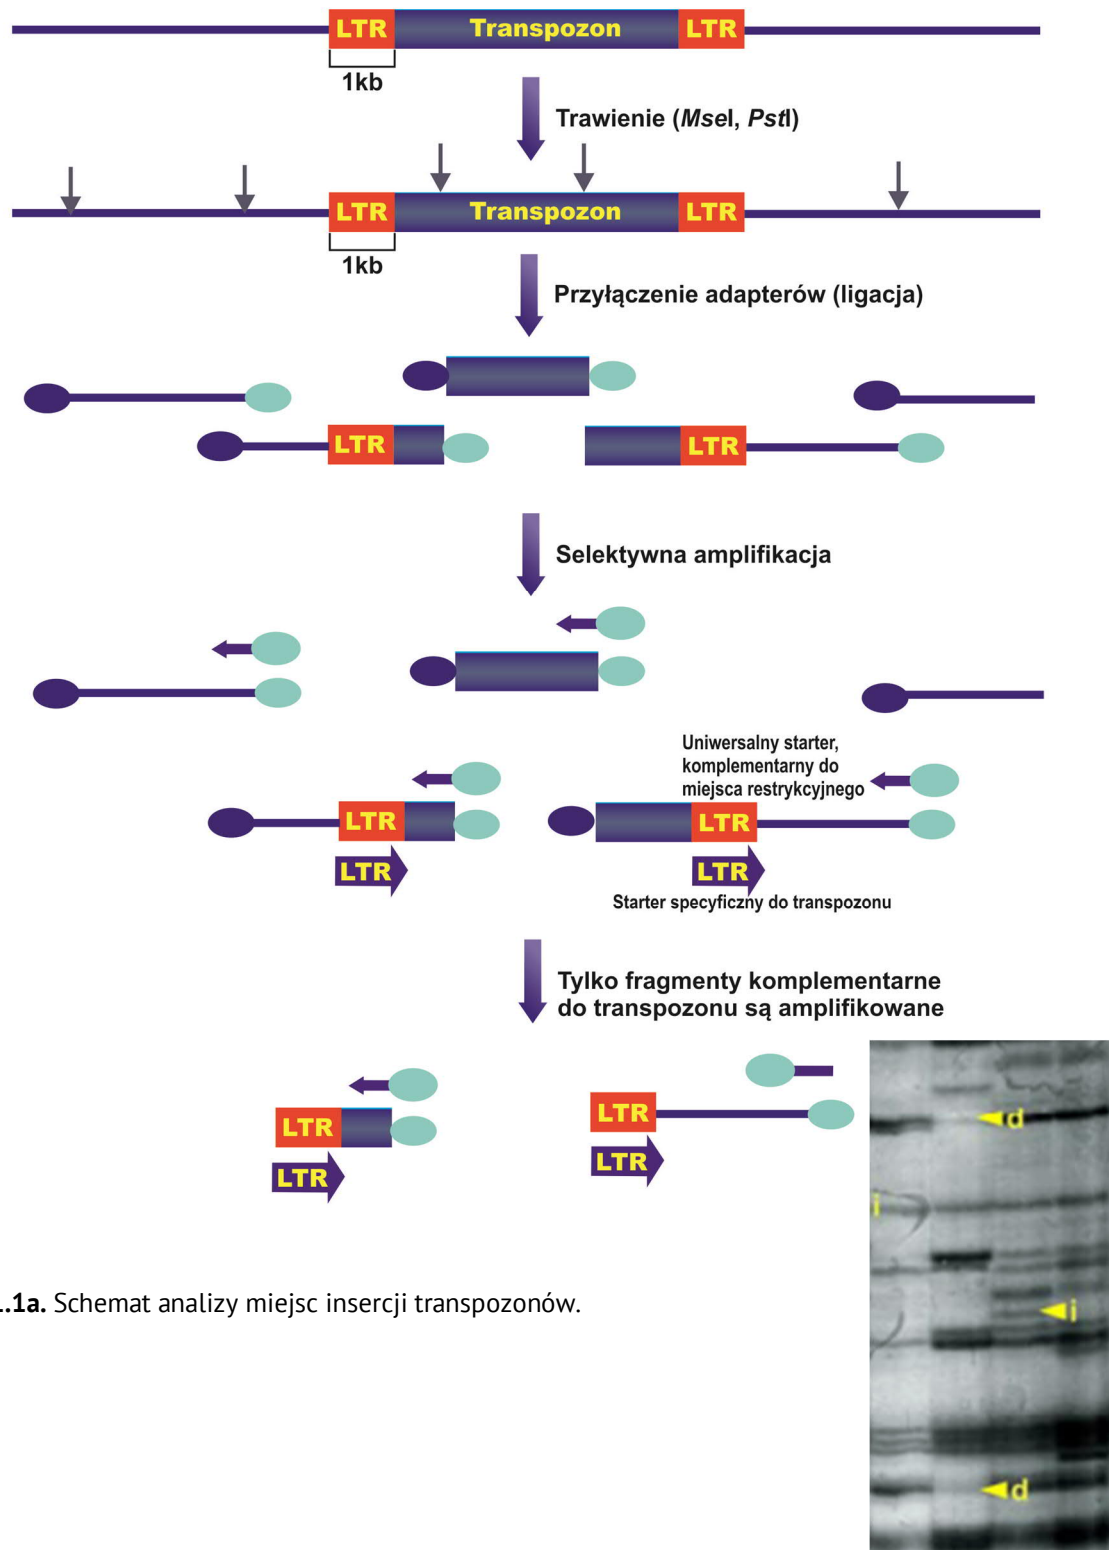 LTR Transpozon LTR
1kb
Trawienie (MseI, PstI)
LTR Transpozon LTR
1kb
Przyłączenie adapterów (ligacja)
LTR
LTR
Selektywna amplifikacja
Uniwersalny starter,
komplementarny do
miejsca restrykcyjnego
LTR
LTR
LTR
LTR
Starter specyficzny do transpozonu
Tylko fragmenty komplementarne
do transpozonu są amplifikowane
LTR
LTR
LTR
LTR
d
i
i
d
.1a. Schemat analizy miejsc insercji transpozonów.